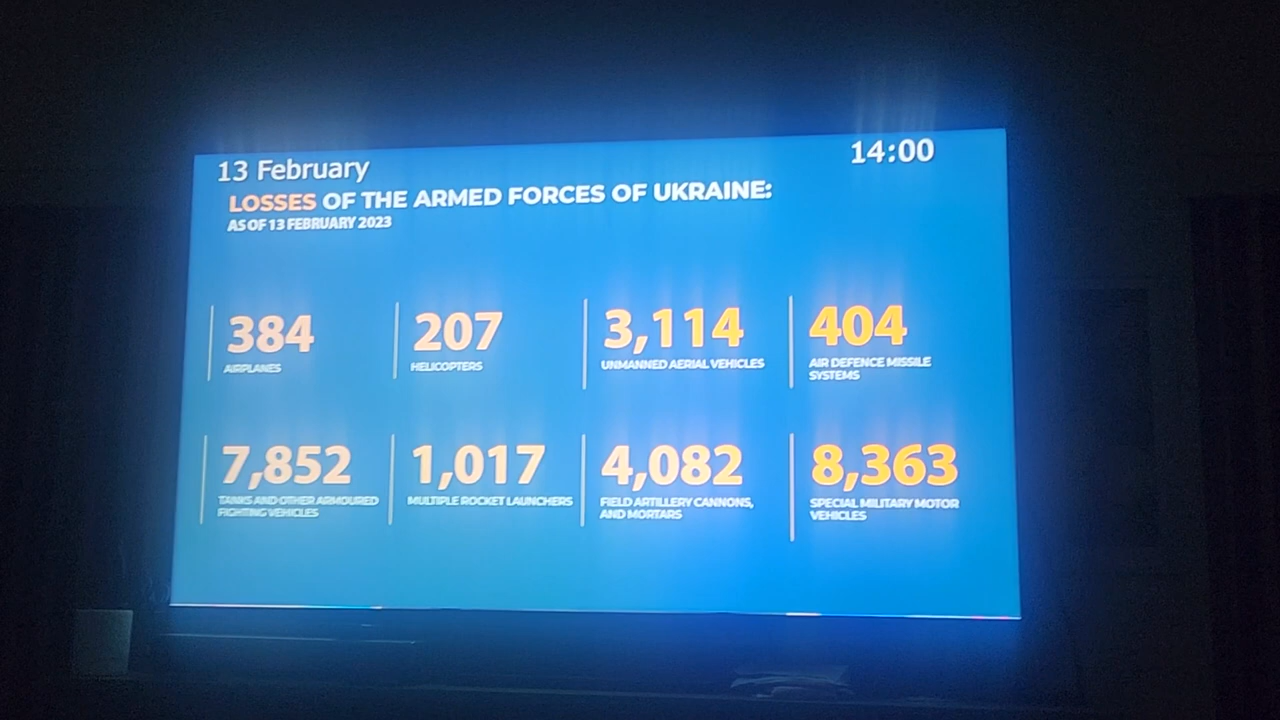 13 February
14:00
LOSSES OF THE ARMED FORCES OF UKRAINE:
AS OF 13 FEBRUARY 2023
384
AIRPLANES
207
HELICOPTERS
3,114
UNMANNED AERIAL VEHICLES
404
AIR DEFENCE MISSILE
SYSTEMS
7,852
TANKS AND OTHER ARMOURED
FIGHTING VEHICLES
1,017
MULTIPLE ROCKET LAUNCHERS
4,082
FIELD ARTILLERY CANNONS,
AND MORTARS
8,363
SPECIAL MILITARY MOTOR
VEHICLES